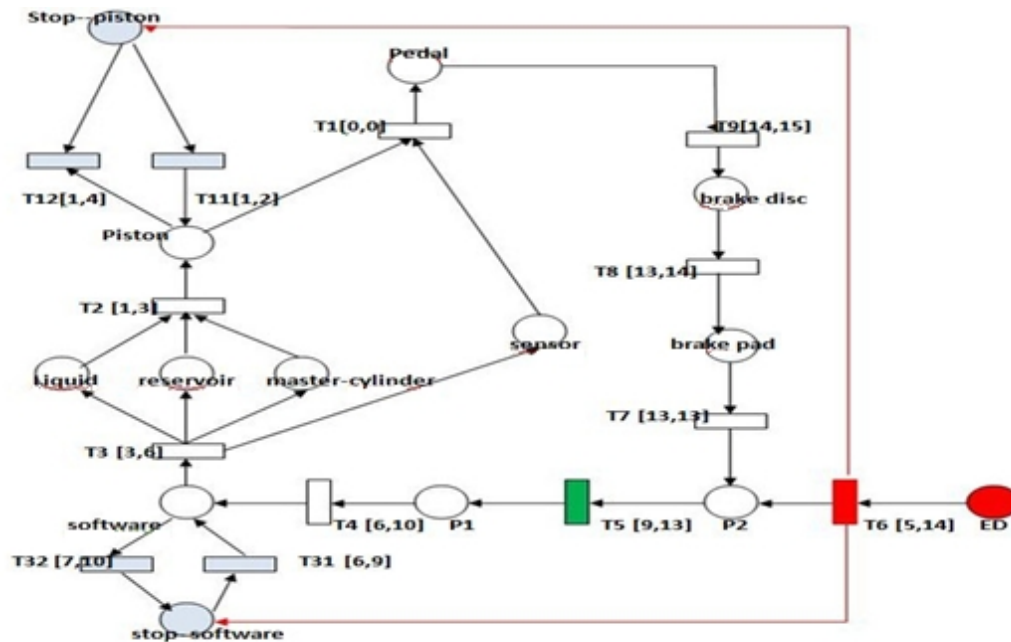 Stop--piston
Pedal
T1[0,0]
T9[14,15]
T12[1,4]
T11[1,2]
brake disc
Piston
T8 [13,14]
T2 [1,3]
sensor
brake pad
liquid
reservoir
master-cylinder
T7 [13,13]
T3 [3,6]
software
T4 [6,10]
P1
T5 [9,13]
P2
T6 [5,14]
ED
T32 [7,10]
T31 [6,9]
stop--software